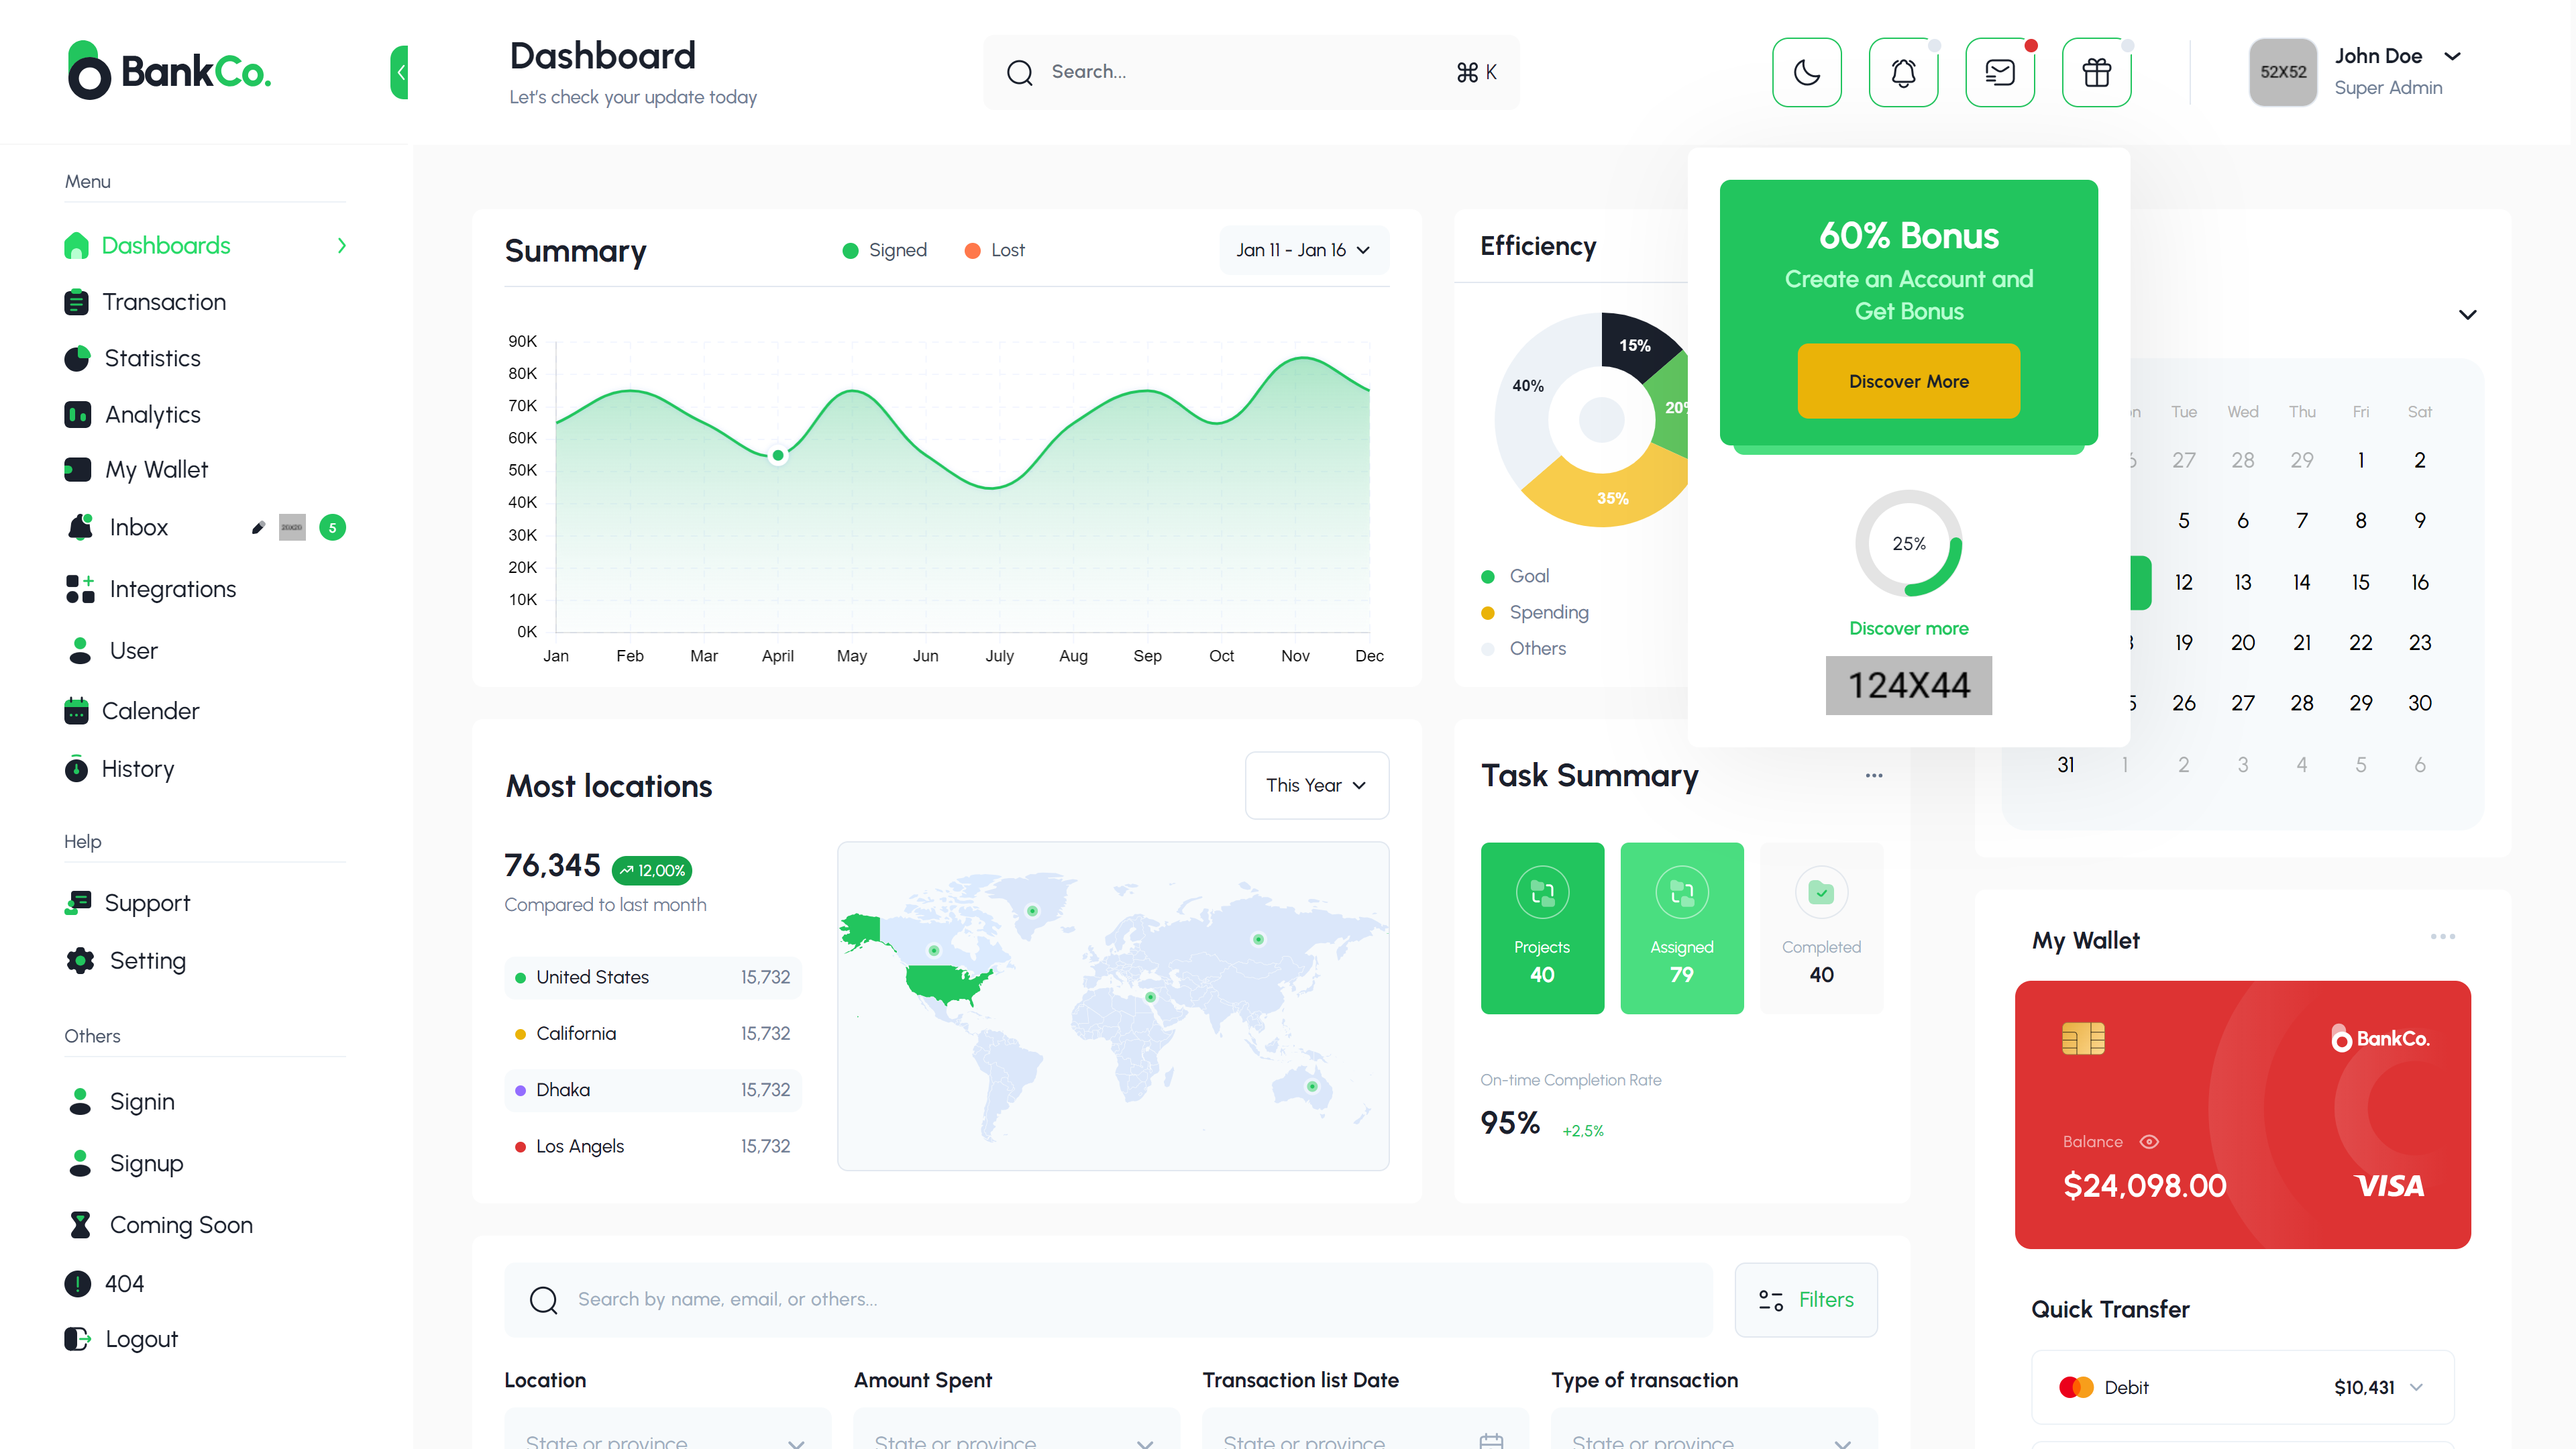 BankCo.
Dashboard
Let's check your update today
Search...
⌘ K
52X52
John Doe
Super Admin
Menu
Dashboards
Transaction
Statistics
Analytics
My Wallet
Inbox
20X20
5
Integrations
User
Calender
History
Help
Support
Setting
Others
Signin
Signup
Coming Soon
404
Logout
Summary
Signed
Lost
Jan 11 - Jan 16
90K
80K
70K
60K
50K
40K
30K
20K
10K
0K
Jan Feb Mar April May Jun July Aug Sep Oct Nov Dec
Efficiency
15%
40%
20%
35%
Goal
Spending
Others
60% Bonus
Create an Account and
Get Bonus
Discover More
25%
Discover more
124X44
Tue Wed Thu Fri Sat
27 28 29 1 2
5 6 7 8 9
12 13 14 15 16
19 20 21 22 23
26 27 28 29 30
31 1 2 3 4 5 6
Most locations
This Year
76,345
12,00%
Compared to last month
United States 15,732
California 15,732
Dhaka 15,732
Los Angels 15,732
Task Summary
...
Projects
40
Assigned
79
Completed
40
On-time Completion Rate
95%
+2,5%
My Wallet
...
BankCo.
Balance
$24,098.00
VISA
Quick Transfer
Debit
$10,431
Search by name, email, or others...
Filters
Location
Amount Spent
Transaction list Date
Type of transaction
State or province
State or province
State or province
State or province